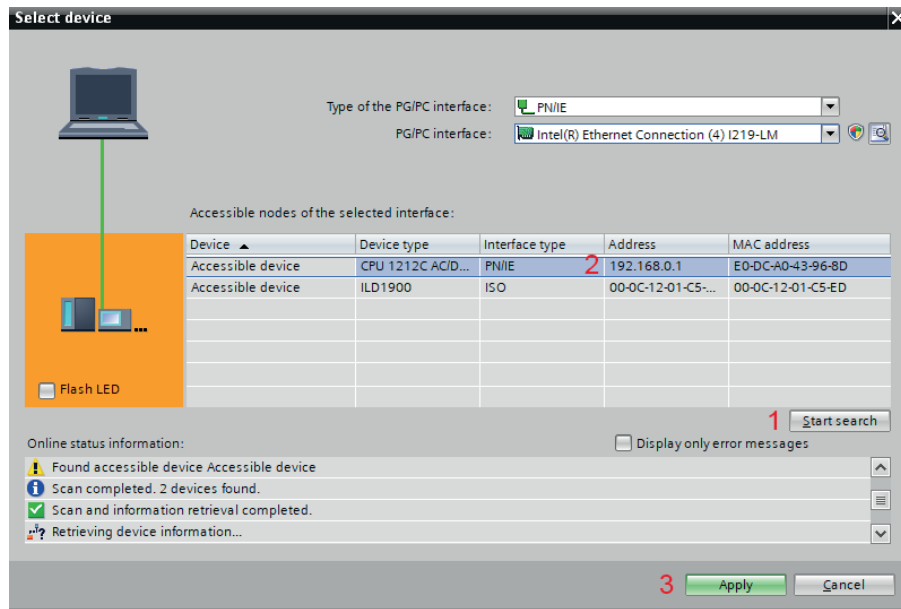 Select device
Type of the PG/PC interface: PN/IE
PG/PC interface: Intel(R) Ethernet Connection (4) I219-LM
Accessible nodes of the selected interface:
Device Device type Interface type Address MAC address
Accessible device CPU 1212C AC/D... PN/IE 2 192.168.0.1 E0-DC-A0-43-96-8D
Accessible device ILD1900 ISO 00-0C-12-01-C5-... 00-0C-12-01-C5-ED
Flash LED
1 Start search
Online status information: Display only error messages
Found accessible device Accessible device
Scan completed. 2 devices found.
Scan and information retrieval completed.
Retrieving device information...
3 Apply Cancel